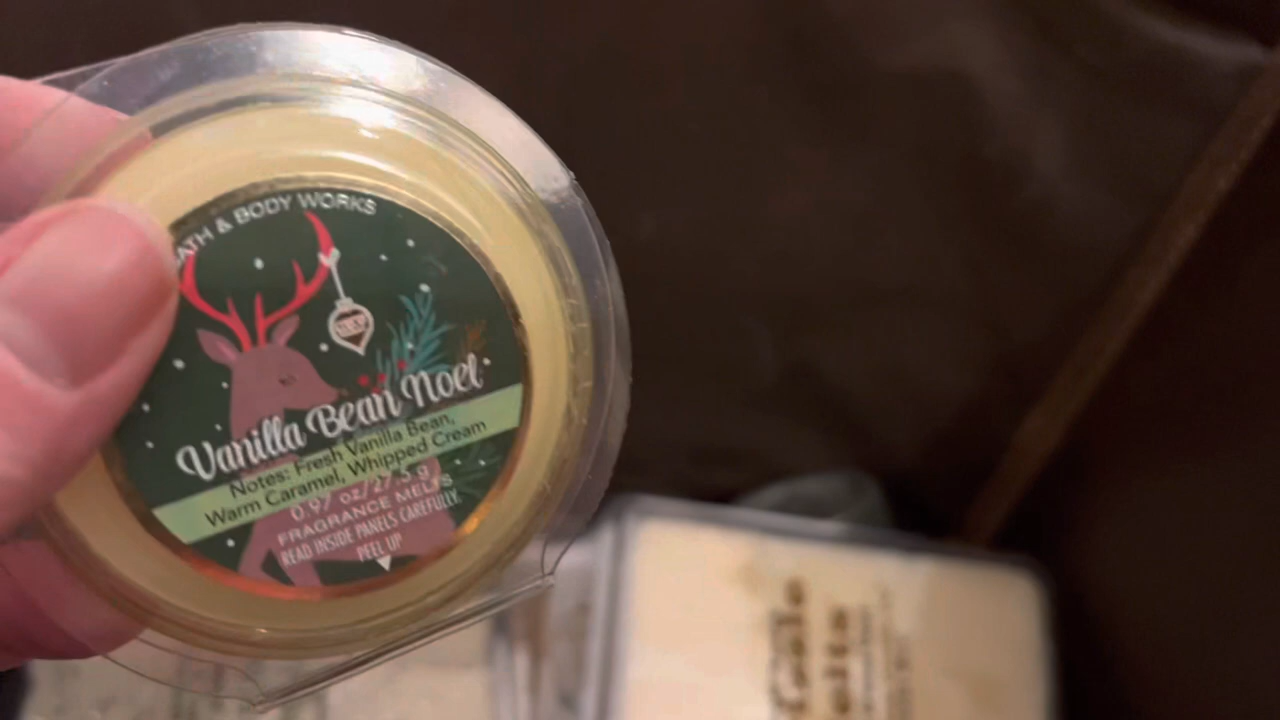 BATH & BODY WORKS
Vanilla Bean Noel
Notes: Fresh Vanilla Bean,
Warm Caramel, Whipped Cream
0.97 oz/27.5 g
FRAGRANCE MELTS
READ INSIDE PANELS CAREFULLY.
PEEL UP